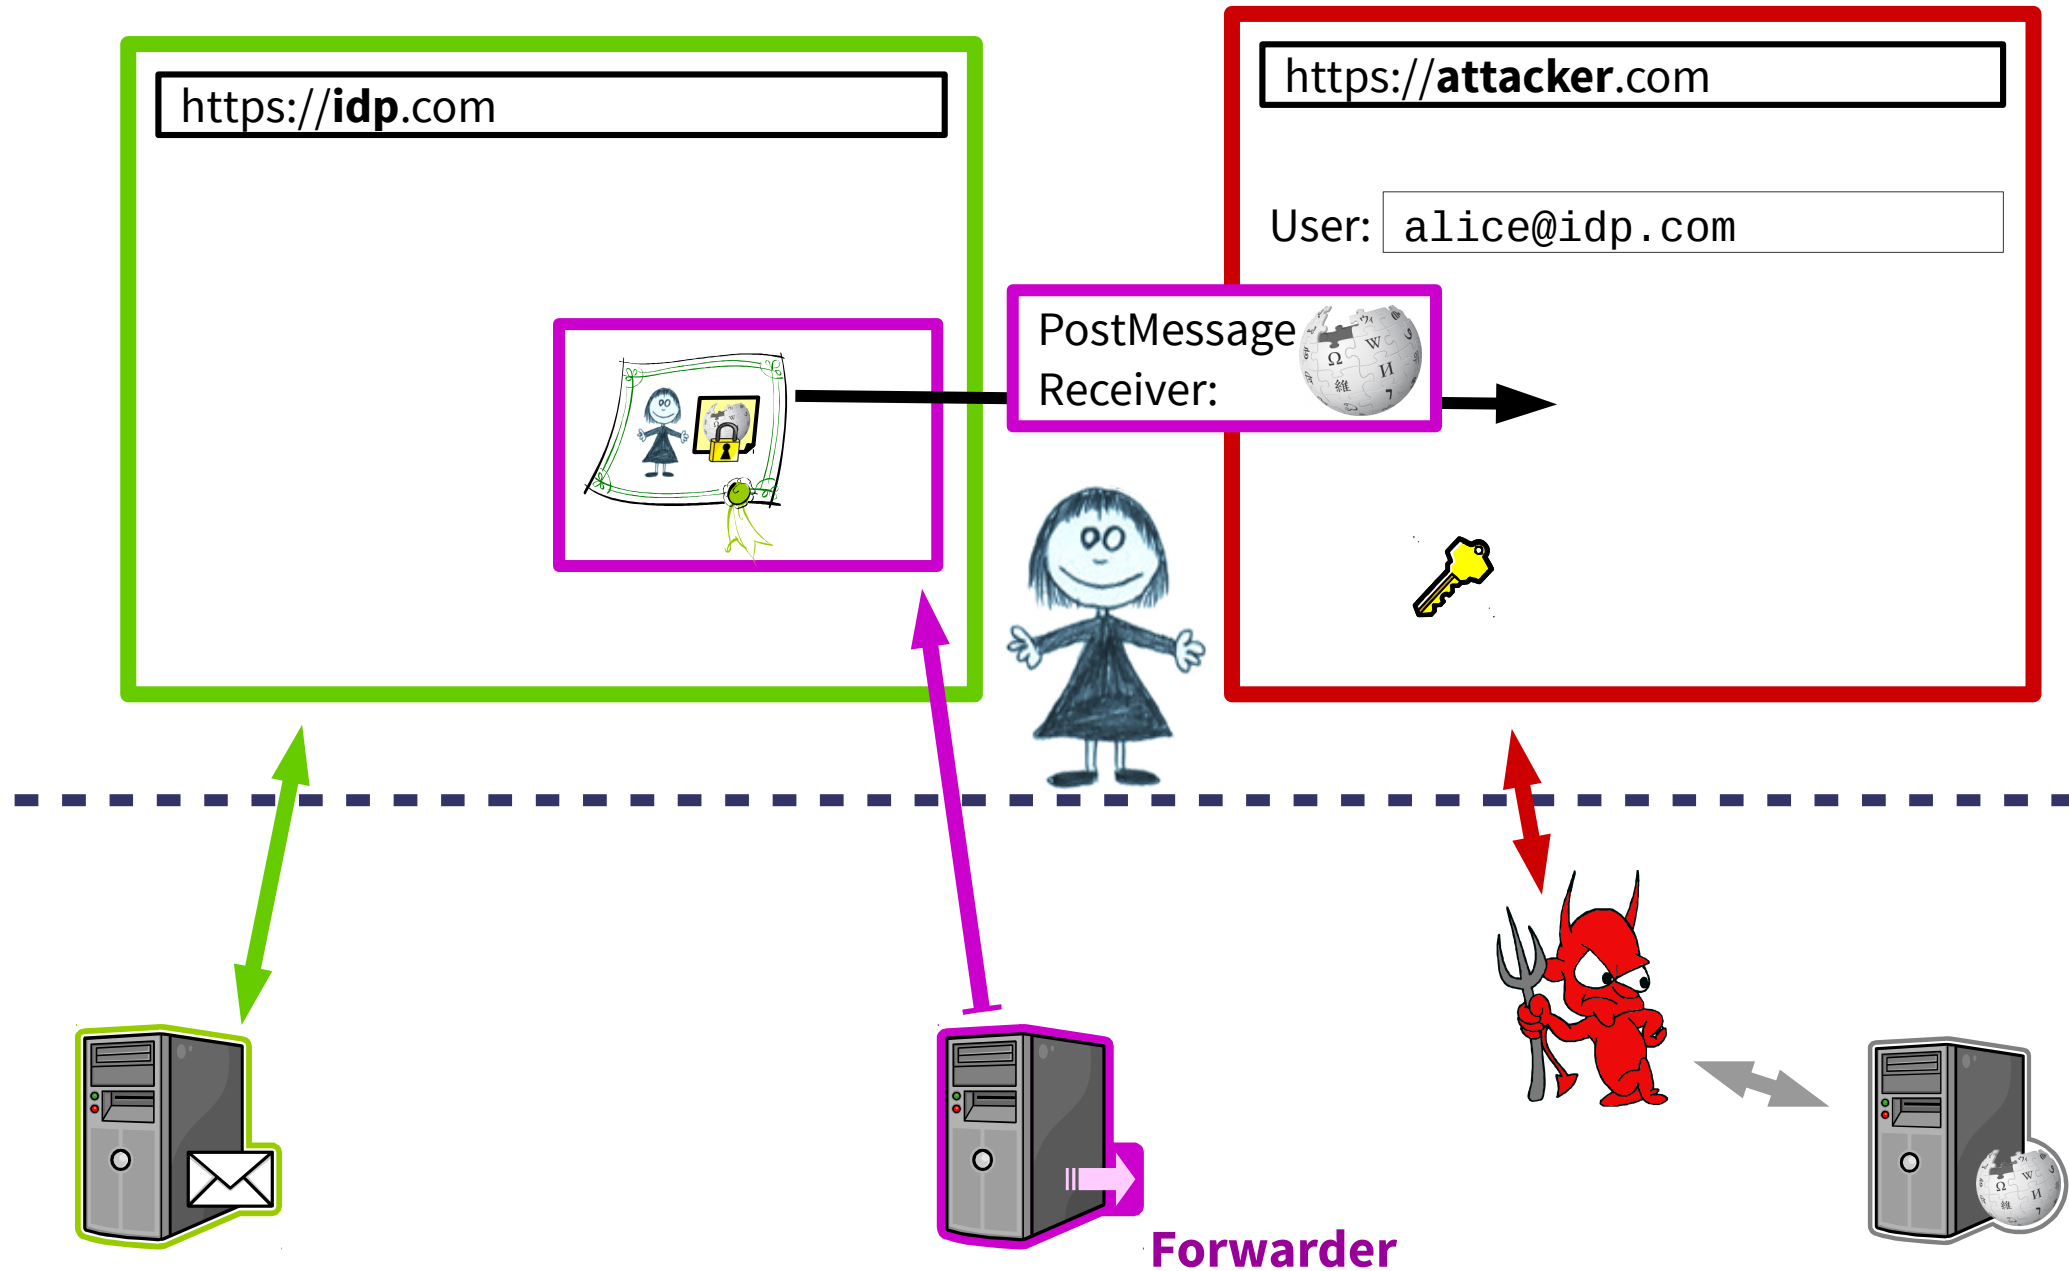 https://idp.com
https://attacker.com
User: alice@idp.com
PostMessage
Receiver:
Forwarder